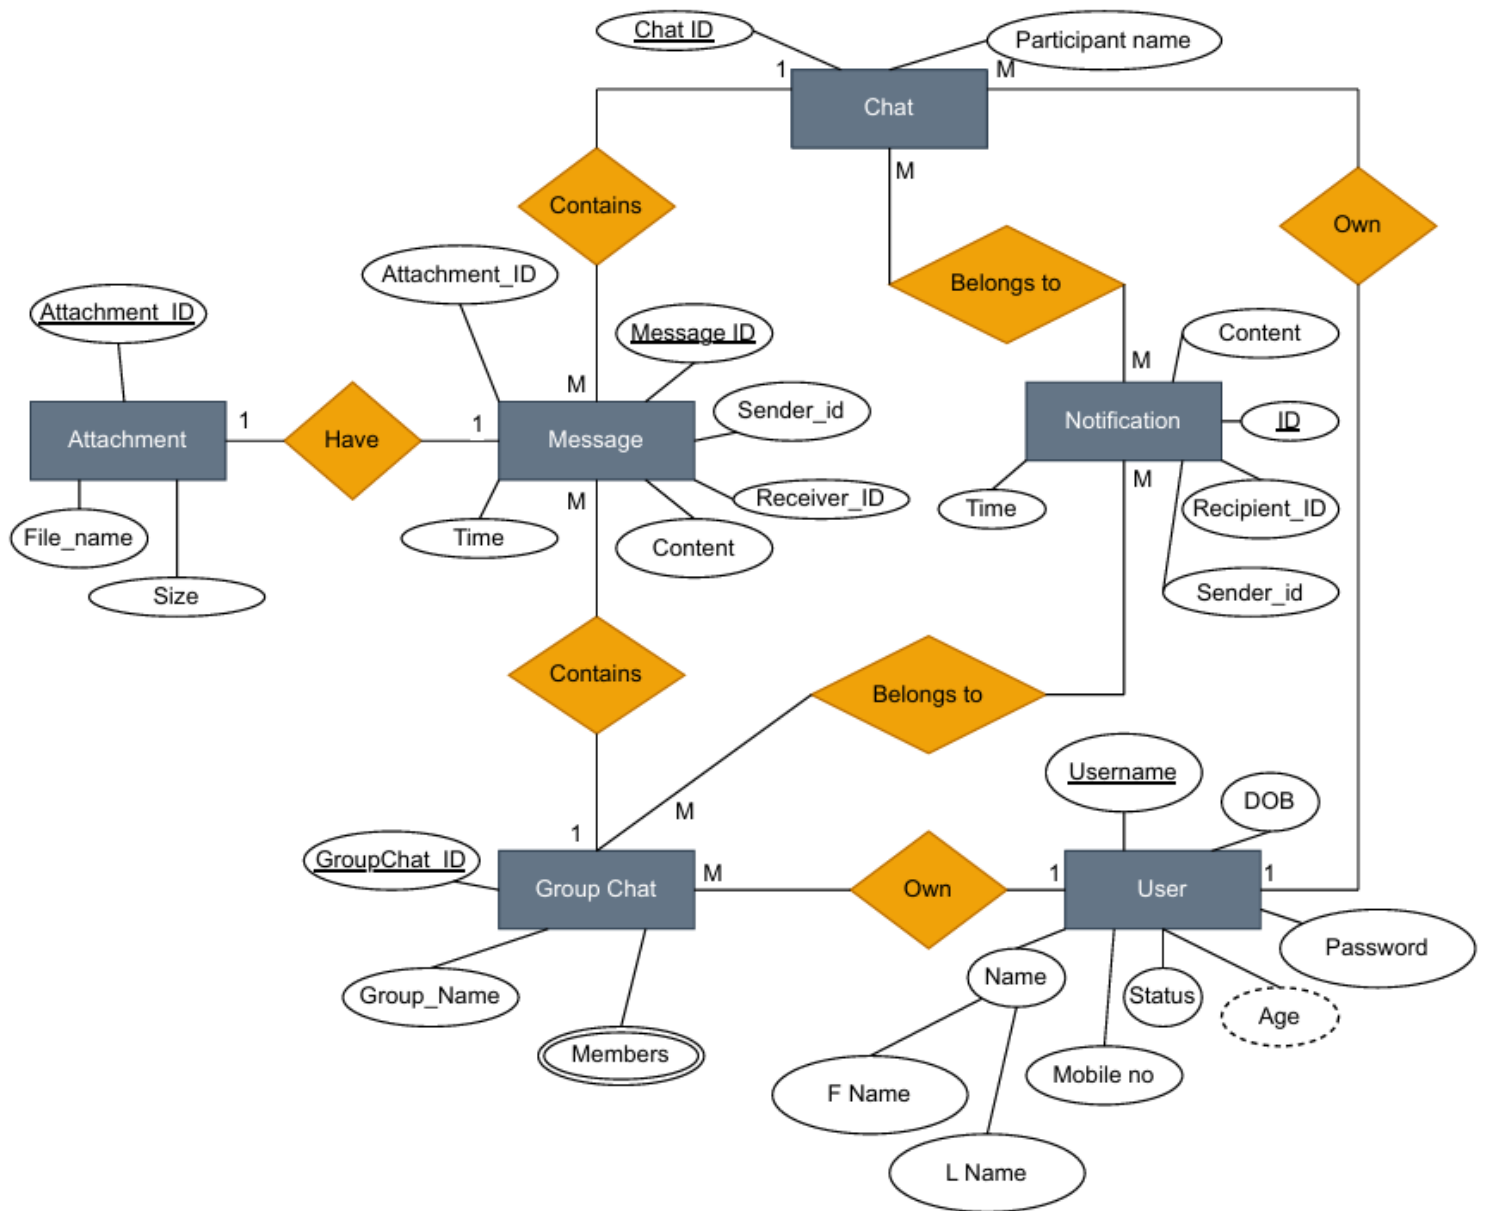 Chat ID
Participant name
1
M
Chat
M
Contains
Own
Attachment_ID
Belongs to
Attachment_ID
Message ID
Content
M
M
Sender_id
ID
1
1
Attachment
Have
Message
Notification
M
M
Receiver_ID
Time
Recipient_ID
File_name
Time
Content
Size
Sender_id
Contains
Belongs to
Username
DOB
M
1
GroupChat_ID
M
1
1
Group Chat
Own
User
Password
Name
Group_Name
Status
Age
Members
Mobile no
F Name
L Name